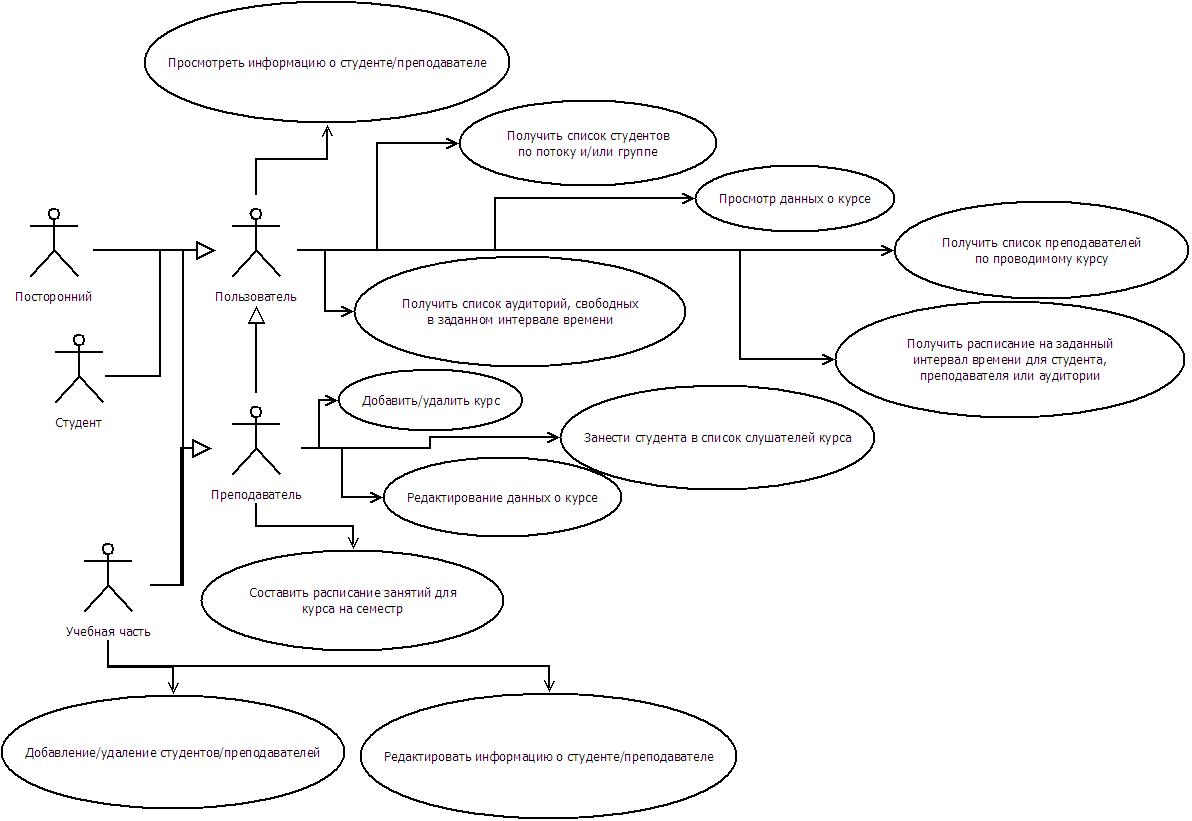 Просмотреть информацию о студенте/преподавателе
Получить список студентов
по потоку и/или группе
Просмотр данных о курсе
Получить список преподавателей
по проводимому курсу
Посторонний
Пользователь
Получить список аудиторий, свободных
в заданном интервале времени
Получить расписание на заданный
интервал времени для студента,
преподавателя или аудитории
Студент
Добавить/удалить курс
Занести студента в список слушателей курса
Преподаватель
Редактирование данных о курсе
Составить расписание занятий для
курса на семестр
Учебная часть
Добавление/удаление студентов/преподавателей
Редактировать информацию о студенте/преподавателе